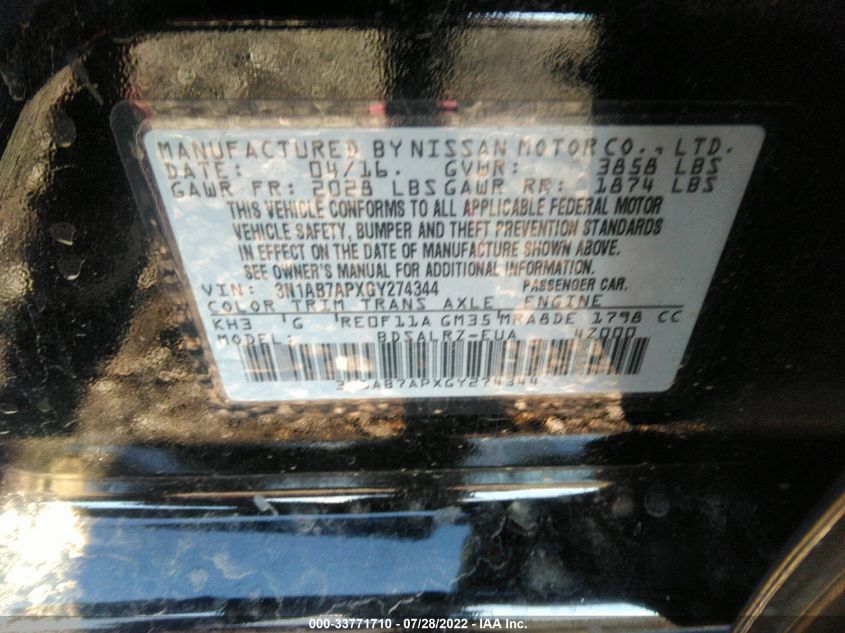 MANUFACTURED BY NISSAN MOTOR CO., LTD.
DATE: 04/16. GVWR: 3858 LBS
GAWR FR: 2028 LBS GAWR RR: 1874 LBS
THIS VEHICLE CONFORMS TO ALL APPLICABLE FEDERAL MOTOR
VEHICLE SAFETY, BUMPER AND THEFT PREVENTION STANDARDS
IN EFFECT ON THE DATE OF MANUFACTURE SHOWN ABOVE.
SEE OWNER'S MANUAL FOR ADDITIONAL INFORMATION.
VIN: 3N1AB7APXGY274344 PASSENGER CAR.
COLOR TRIM TRANS AXLE ENGINE
KH3 G RE0F11A GM35 MRA8DE 1798 CC
MODEL: BDSALRZ-EUA 4Z000
3N1AB7APXGY274344
000-33771710 - 07/28/2022 - IAA Inc.